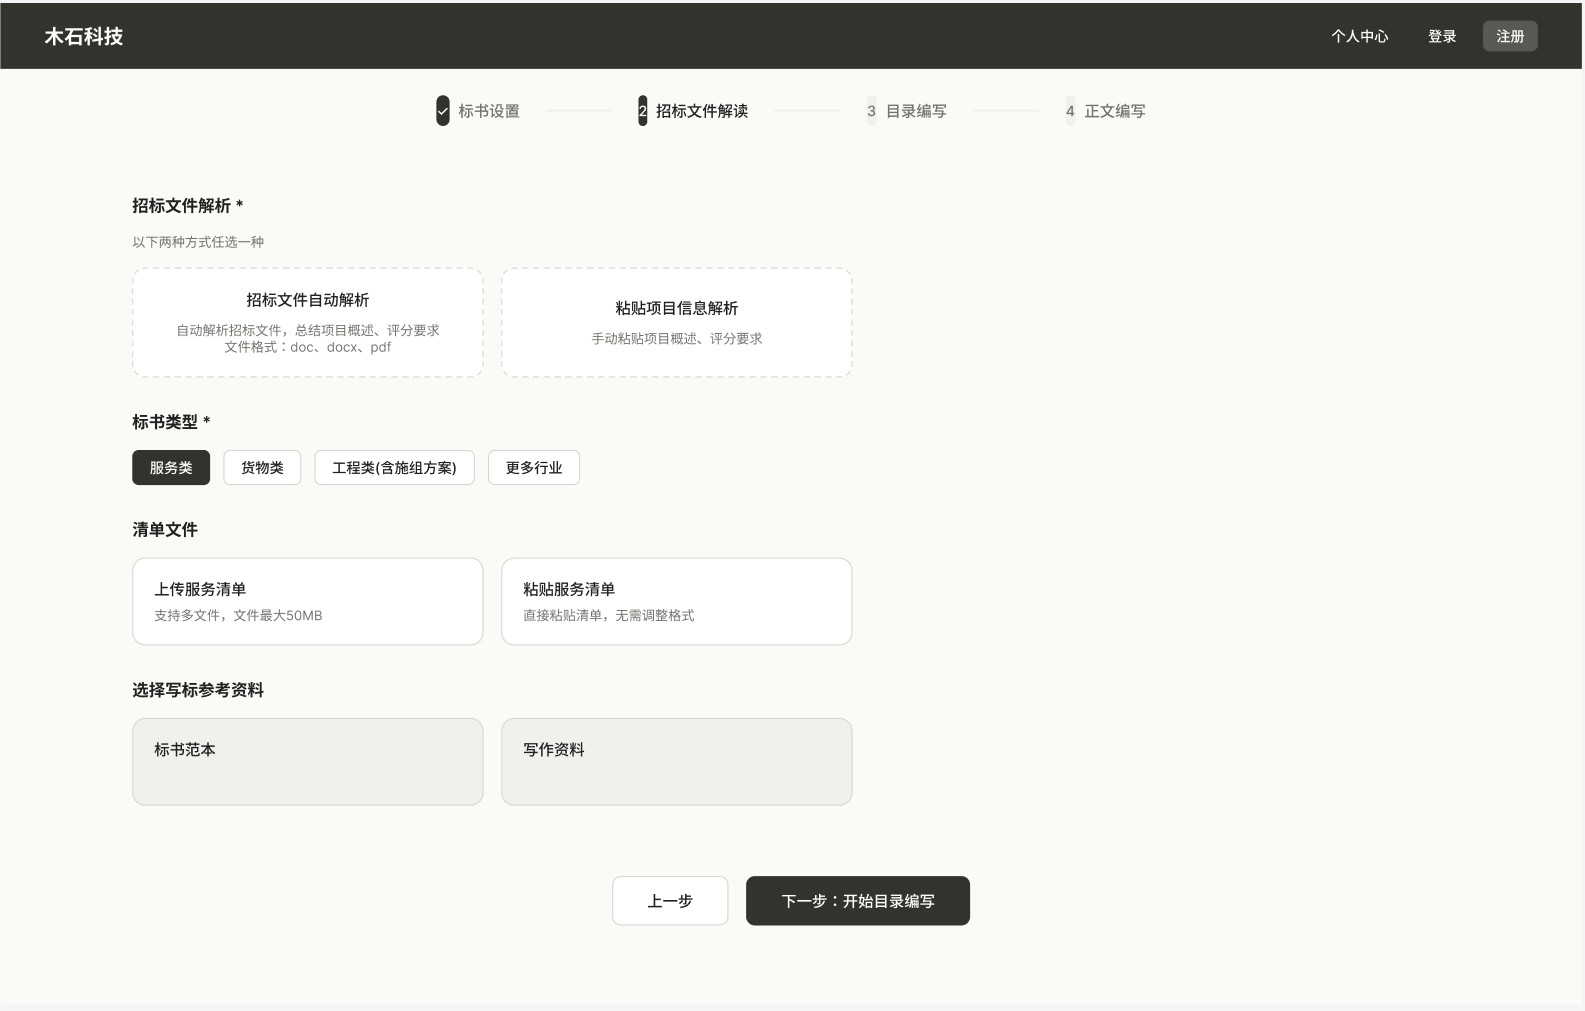 木石科技
个人中心
登录
注册
标书设置
2 招标文件解读
3 目录编写
4 正文编写
招标文件解析 *
以下两种方式任选一种
招标文件自动解析
自动解析招标文件，总结项目概述、评分要求
文件格式：doc、docx、pdf
粘贴项目信息解析
手动粘贴项目概述、评分要求
标书类型 *
服务类
货物类
工程类(含施组方案)
更多行业
清单文件
上传服务清单
支持多文件，文件最大50MB
粘贴服务清单
直接粘贴清单，无需调整格式
选择写标参考资料
标书范本
写作资料
上一步
下一步：开始目录编写